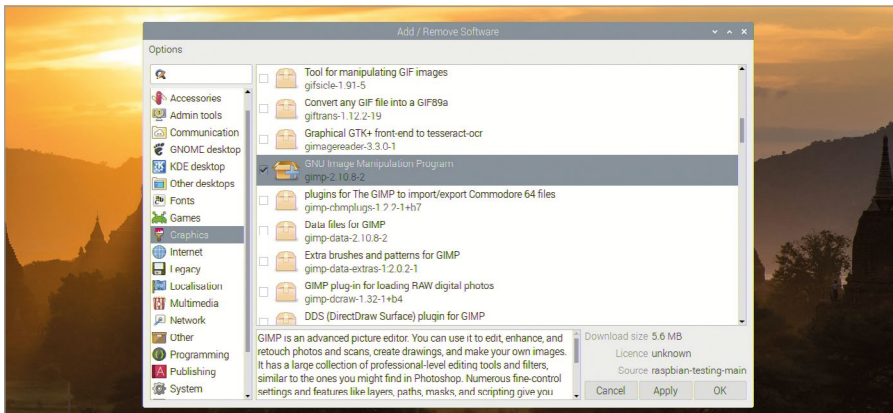 Add / Remove Software
Options
Accessories
Admin tools
Communication
GNOME desktop
KDE desktop
Other desktops
Fonts
Games
Graphics
Internet
Legacy
Localisation
Multimedia
Network
Other
Programming
Publishing
System
Tool for manipulating GIF images
gifsicle-1.91-5
Convert any GIF file into a GIF89a
giftrans-1.12.2-19
Graphical GTK+ front-end to tesseract-ocr
gimagereader-3.3.0-1
GNU Image Manipulation Program
gimp-2.10.8-2
plugins for The GIMP to import/export Commodore 64 files
gimp-cbmplugs-1.2.2-1+b7
Data files for GIMP
gimp-data-2.10.8-2
Extra brushes and patterns for GIMP
gimp-data-extras-1:2.0.2-1
GIMP plug-in for loading RAW digital photos
gimp-dcraw-1.32-1+b4
DDS (DirectDraw Surface) plugin for GIMP
GIMP is an advanced picture editor. You can use it to edit, enhance, and
retouch photos and scans, create drawings, and make your own images.
It has a large collection of professional-level editing tools and filters,
similar to the ones you might find in Photoshop. Numerous fine-control
settings and features like layers, paths, masks, and scripting give you
Download size 5.6 MB
Licence unknown
Source raspbian-testing-main
Cancel Apply OK